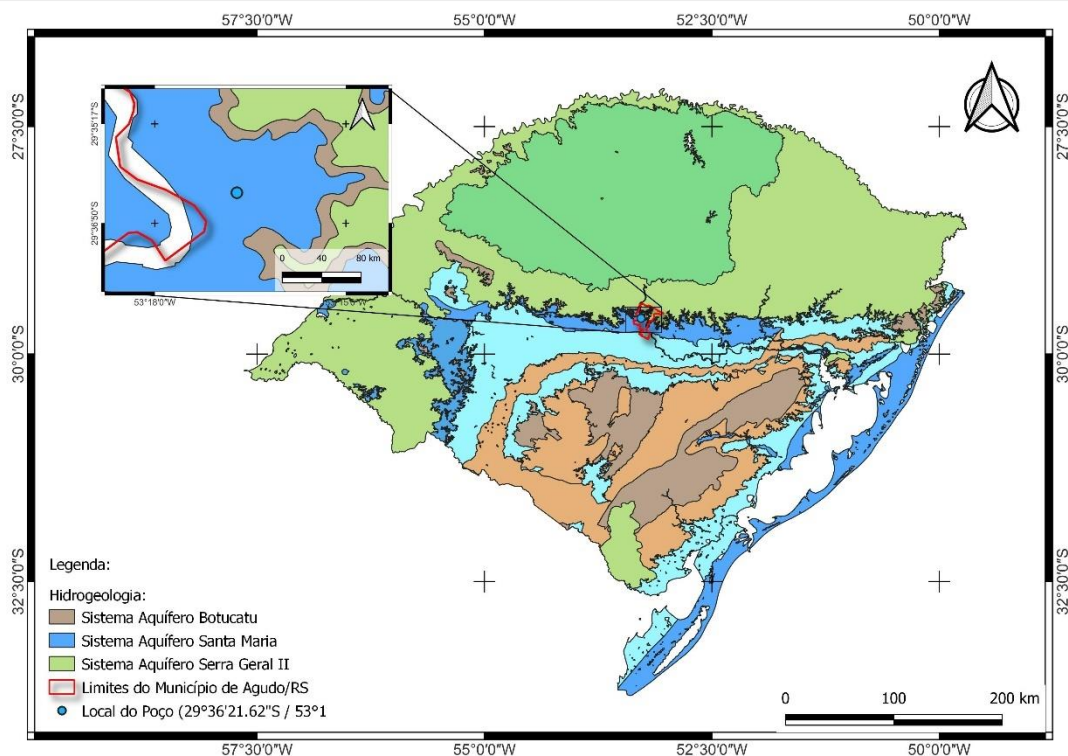 57°30'0"W 55°0'0"W 52°30'0"W 50°0'0"W
27°30'0"S 27°30'0"S
29°35'17"S
29°36'50"S
0 40 80 km
53°18'0"W 15'0"W
30°0'0"S 30°0'0"S
32°30'0"S 32°30'0"S
Legenda:
Hidrogeologia:
Sistema Aquífero Botucatu
Sistema Aquífero Santa Maria
Sistema Aquífero Serra Geral II
Limites do Município de Agudo/RS
Local do Poço (29°36'21.62"S / 53°1
0 100 200 km
57°30'0"W 55°0'0"W 52°30'0"W 50°0'0"W